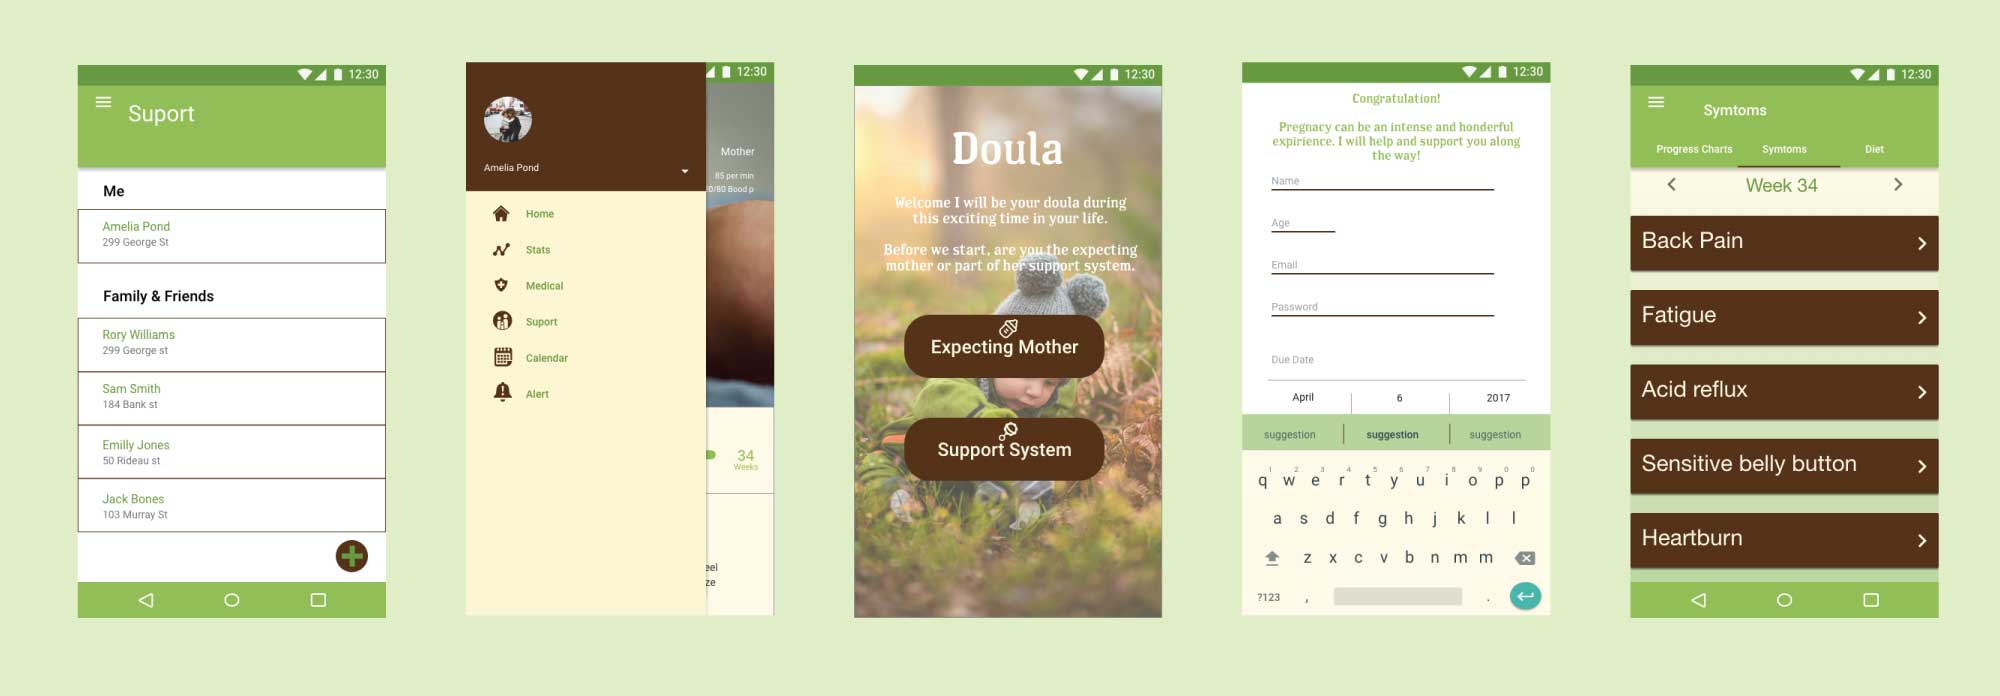 12:30
Suport
Me
Amelia Pond
299 George St
Family & Friends
Rory Williams
299 George st
Sam Smith
184 Bank st
Emilly Jones
50 Rideau st
Jack Bones
103 Murray St
12:30
Amelia Pond
Mother
85 per min
0/80 Bood p
Home
Stats
Medical
Suport
Calendar
Alert
34
Weeks
eel
ze
12:30
Doula
Welcome I will be your doula during
this exciting time in your life.
Before we start, are you the expecting
mother or part of her support system.
Expecting Mother
Support System
12:30
Congratulation!
Pregnacy can be an intense and honderful
expirience. I will help and support you along
the way!
Name
Age
Email
Password
Due Date
April 6 2017
suggestion suggestion suggestion
1 2 3 4 5 6 7 8 9 0 0
q w e r t y u i o p p
a s d f g h j k l l
z x c v b n m m
?123 , .
12:30
Symtoms
Progress Charts Symtoms Diet
Week 34
Back Pain
Fatigue
Acid reflux
Sensitive belly button
Heartburn